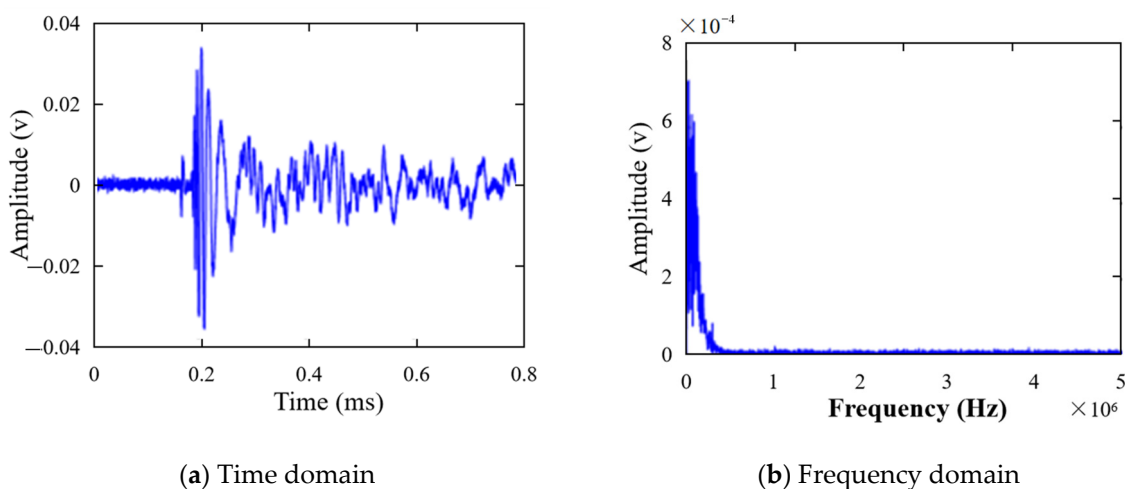 0.04
0.02
0
−0.02
−0.04
Amplitude (v)
0 0.2 0.4 0.6 0.8
Time (ms)
(a) Time domain
×10⁻⁴
8
6
4
2
0
Amplitude (v)
0 1 2 3 4 5
Frequency (Hz) ×10⁶
(b) Frequency domain